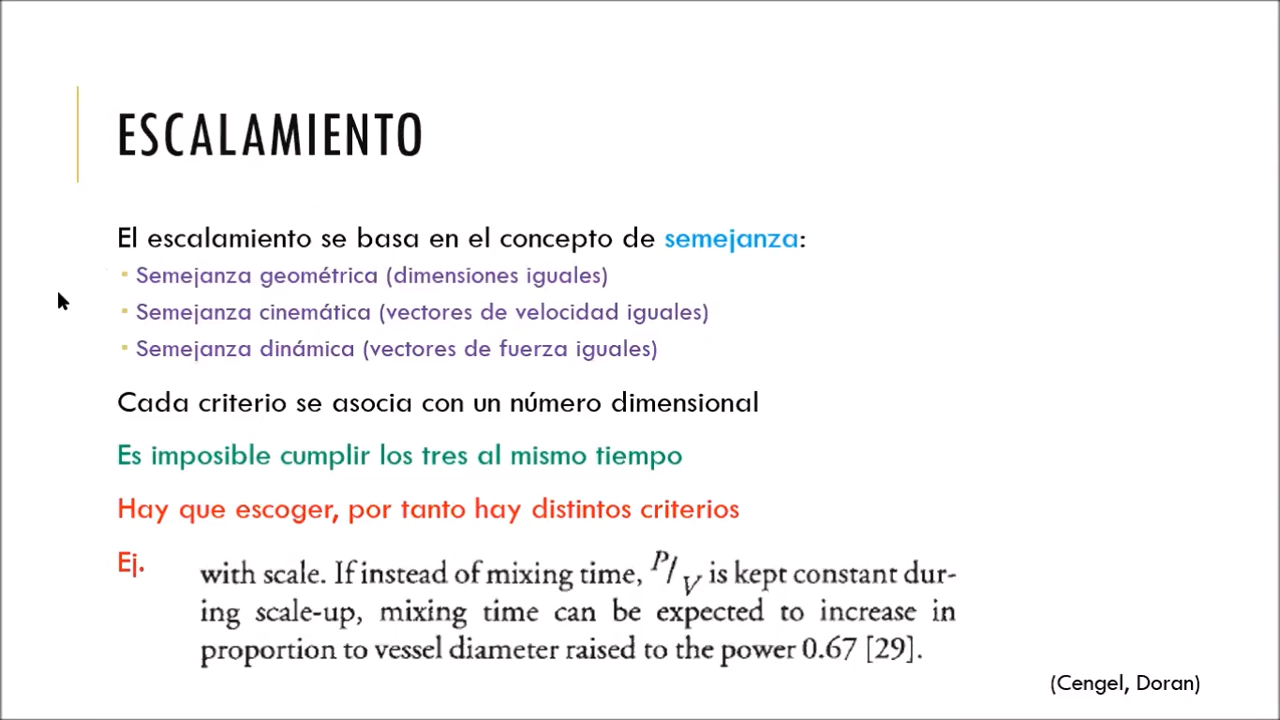 ESCALAMIENTO
El escalamiento se basa en el concepto de semejanza:
▪ Semejanza geométrica (dimensiones iguales)
▪ Semejanza cinemática (vectores de velocidad iguales)
▪ Semejanza dinámica (vectores de fuerza iguales)
Cada criterio se asocia con un número dimensional
Es imposible cumplir los tres al mismo tiempo
Hay que escoger, por tanto hay distintos criterios
Ej.
with scale. If instead of mixing time, P/V is kept constant dur-
ing scale-up, mixing time can be expected to increase in
proportion to vessel diameter raised to the power 0.67 [29].
(Cengel, Doran)